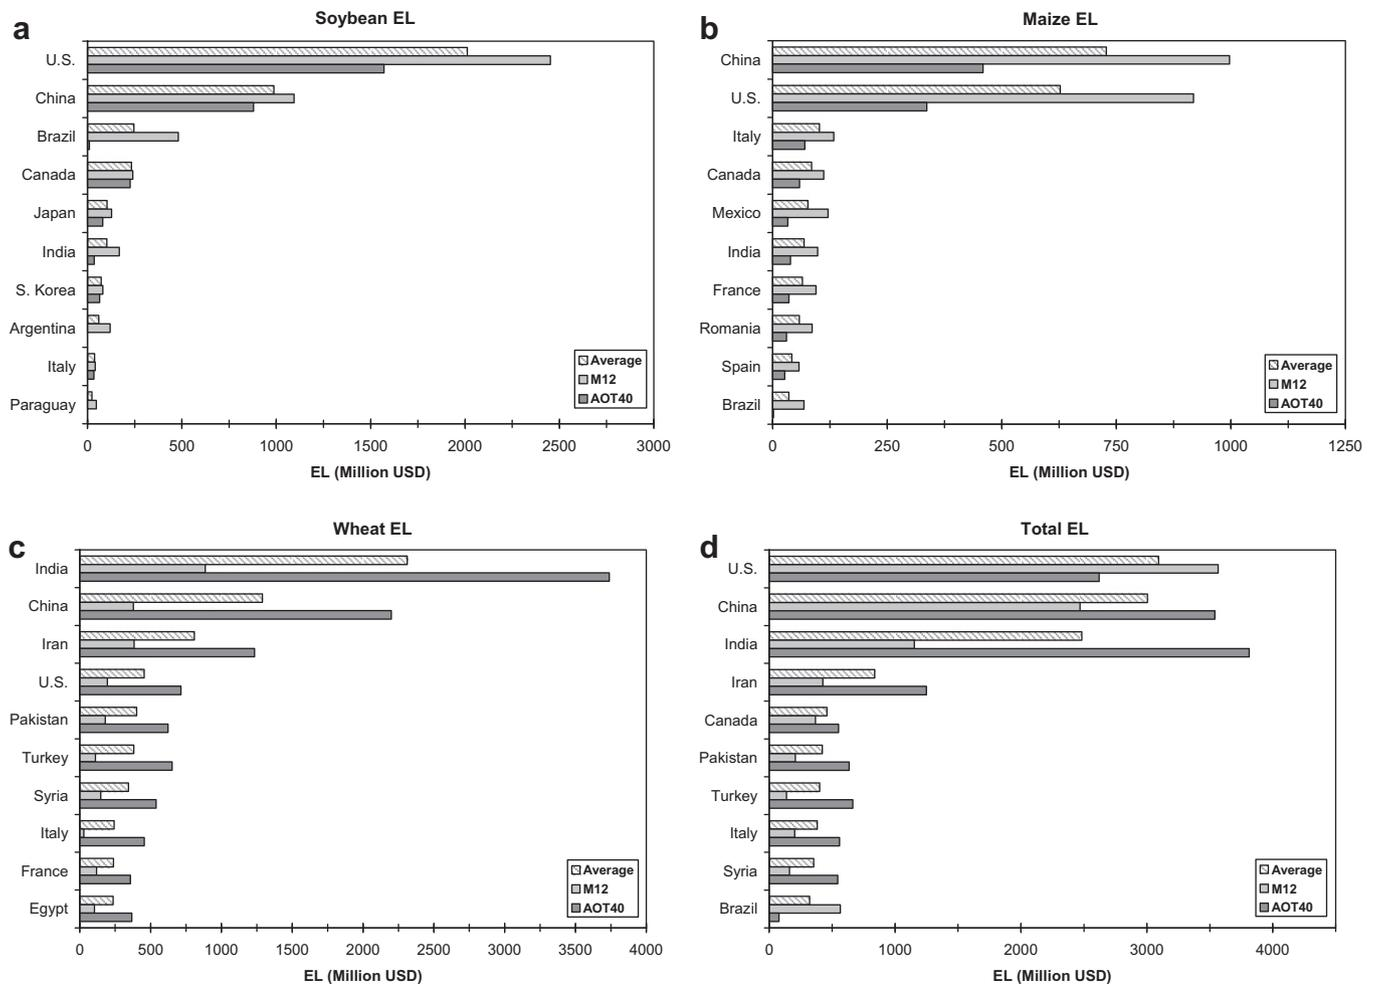 a
Soybean EL
U.S.
China
Brazil
Canada
Japan
India
S. Korea
Argentina
Italy
Paraguay
Average
M12
AOT40
0 500 1000 1500 2000 2500 3000
EL (Million USD)
b
Maize EL
China
U.S.
Italy
Canada
Mexico
India
France
Romania
Spain
Brazil
Average
M12
AOT40
0 250 500 750 1000 1250
EL (Million USD)
c
Wheat EL
India
China
Iran
U.S.
Pakistan
Turkey
Syria
Italy
France
Egypt
Average
M12
AOT40
0 500 1000 1500 2000 2500 3000 3500 4000
EL (Million USD)
d
Total EL
U.S.
China
India
Iran
Canada
Pakistan
Turkey
Italy
Syria
Brazil
Average
M12
AOT40
0 1000 2000 3000 4000
EL (Million USD)